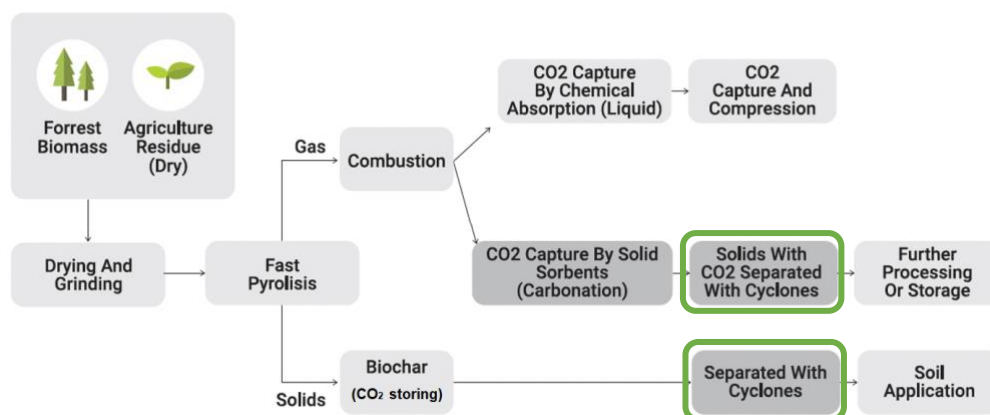 Forrest
Biomass
Agriculture
Residue
(Dry)
Drying And
Grinding
Fast
Pyrolisis
Gas
Combustion
CO2 Capture
By Chemical
Absorption (Liquid)
CO2
Capture And
Compression
CO2 Capture By Solid
Sorbents
(Carbonation)
Solids With
CO2 Separated
With Cyclones
Further
Processing
Or Storage
Solids
Biochar
(CO₂ storing)
Separated With
Cyclones
Soil
Application